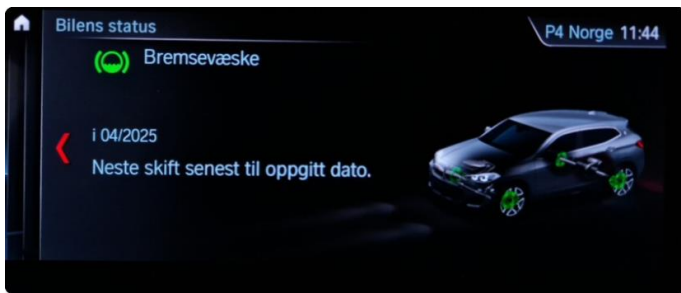 Bilens status
P4 Norge 11:44
Bremsevæske
i 04/2025
Neste skift senest til oppgitt dato.